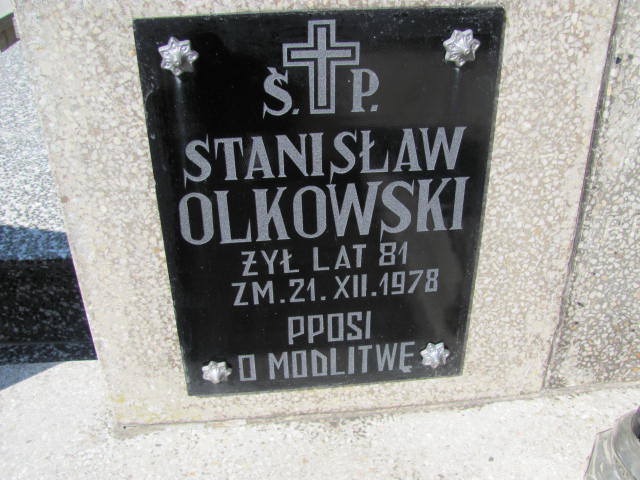 Ś. P.
STANISŁAW
OLKOWSKI
ŻYŁ LAT 81
ZM. 21. XII. 1978
PPOSI
O MODLITWĘ